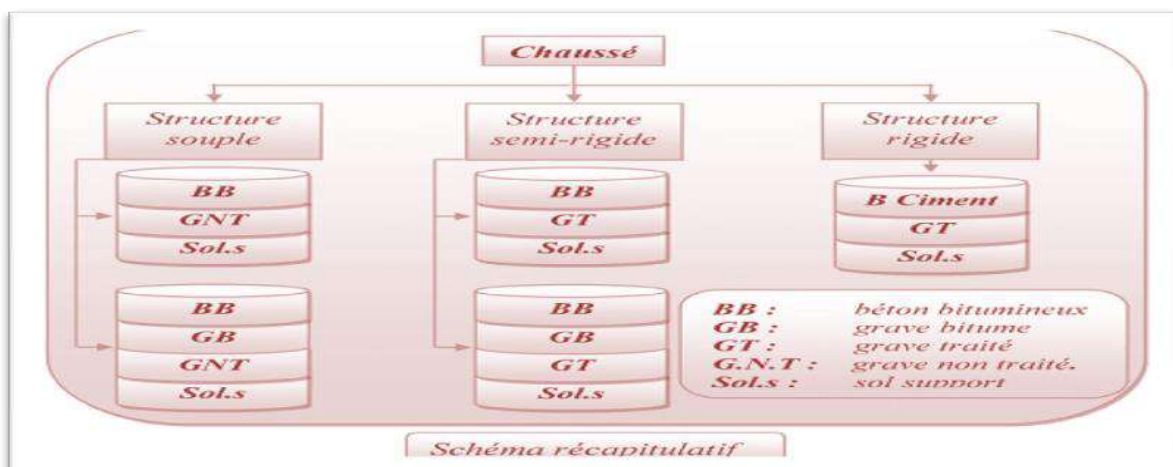 Chaussé
Structure
souple
Structure
semi-rigide
Structure
rigide
BB
GNT
Sol.s
BB
GB
GNT
Sol.s
BB
GT
Sol.s
BB
GB
GT
Sol.s
B Ciment
GT
Sol.s
BB : béton bitumineux
GB : grave bitume
GT : grave traité
G.N.T : grave non traité.
Sol.s : sol support
Schéma récapitulatif